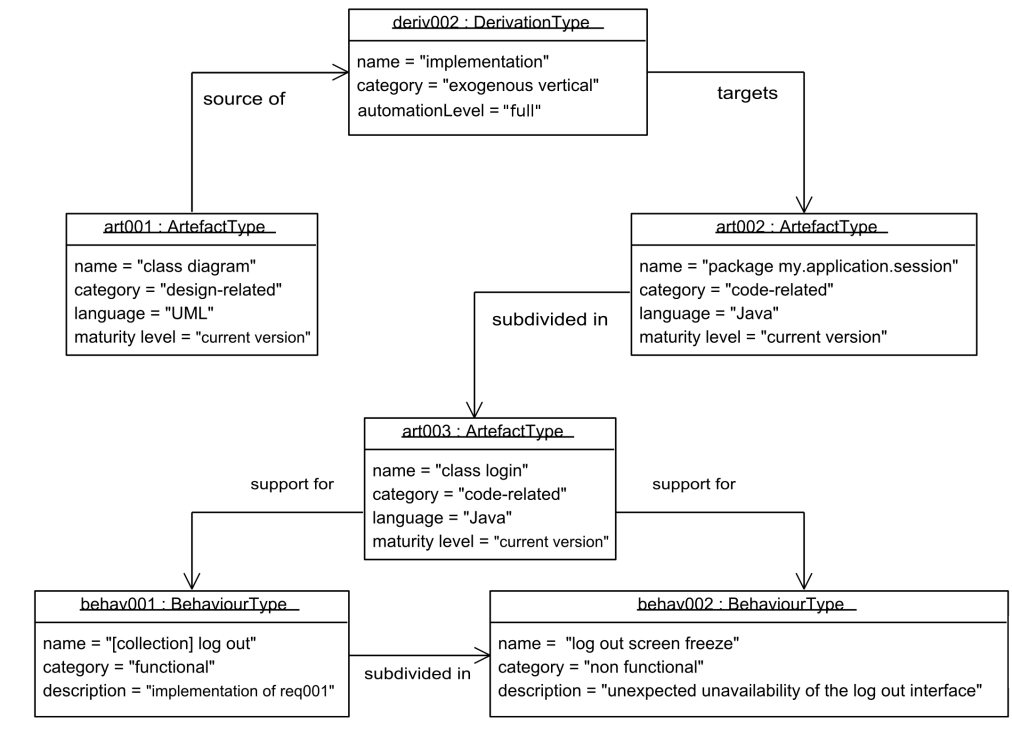 deriv002 : DerivationType
name = "implementation"
category = "exogenous vertical"
automationLevel = "full"
source of
targets
art001 : ArtefactType
name = "class diagram"
category = "design-related"
language = "UML"
maturity level = "current version"
art002 : ArtefactType
name = "package my.application.session"
category = "code-related"
language = "Java"
maturity level = "current version"
subdivided in
art003 : ArtefactType
name = "class login"
category = "code-related"
language = "Java"
maturity level = "current version"
support for
support for
behav001 : BehaviourType
name = "[collection] log out"
category = "functional"
description = "implementation of req001"
subdivided in
behav002 : BehaviourType
name =  "log out screen freeze"
category = "non functional"
description = "unexpected unavailability of the log out interface"